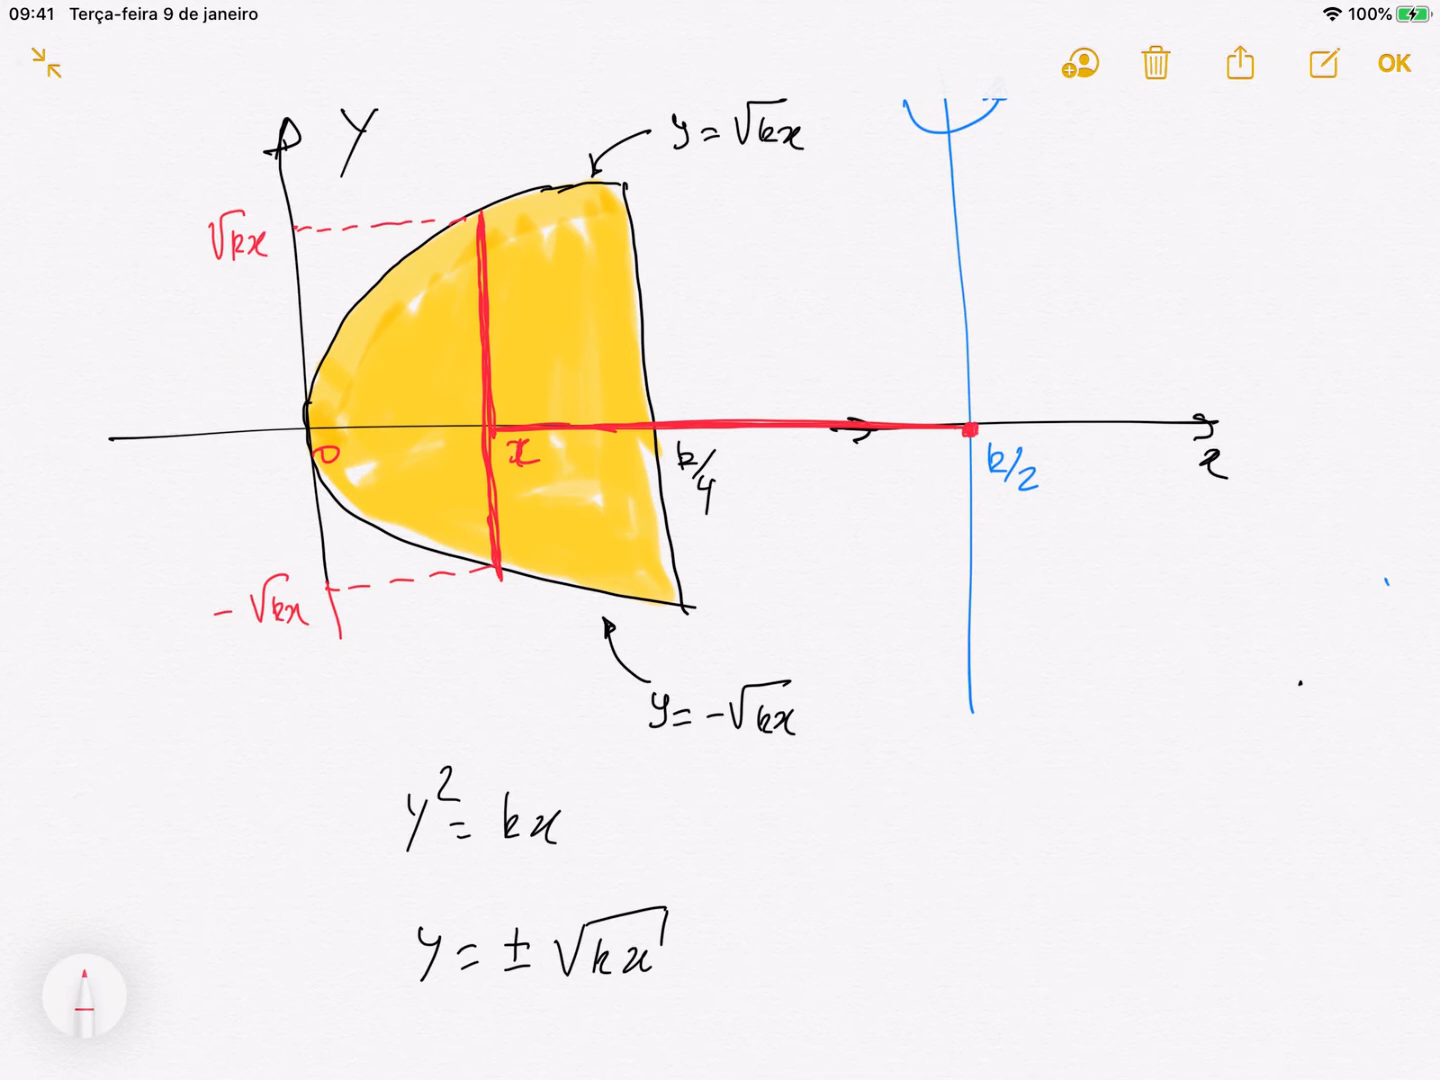 09:41 Terça-feira 9 de janeiro 100%
OK
Y
y = √kx
√kx
0
x
k/4
k/2
x
- √kx
y = -√kx
y² = kx
y = ± √kx